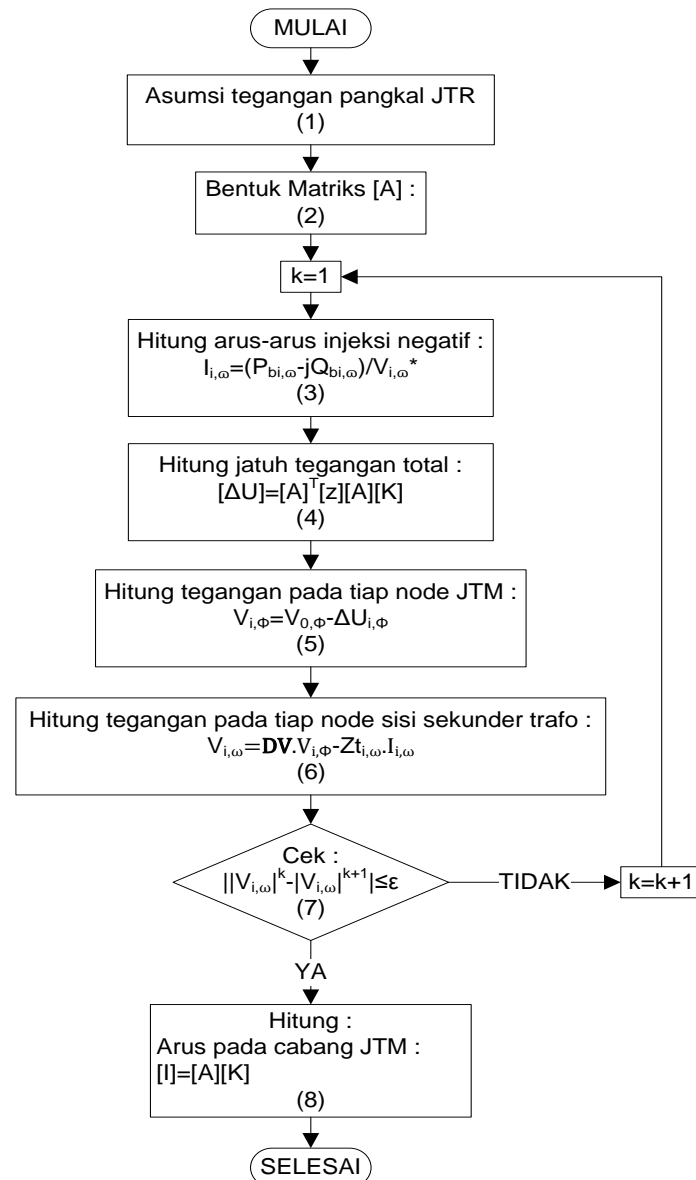 MULAI
Asumsi tegangan pangkal JTR
(1)
Bentuk Matriks [A] :
(2)
k=1
Hitung arus-arus injeksi negatif :
I_{i,ω}=(P_{bi,ω}-jQ_{bi,ω})/V_{i,ω}*
(3)
Hitung jatuh tegangan total :
[ΔU]=[A]^T[z][A][K]
(4)
Hitung tegangan pada tiap node JTM :
V_{i,Φ}=V_{0,Φ}-ΔU_{i,Φ}
(5)
Hitung tegangan pada tiap node sisi sekunder trafo :
V_{i,ω}=DV.V_{i,Φ}-Zt_{i,ω}.I_{i,ω}
(6)
Cek :
||V_{i,ω}|^k-|V_{i,ω}|^{k+1}|≤ε
(7)
TIDAK
k=k+1
YA
Hitung :
Arus pada cabang JTM :
[I]=[A][K]
(8)
SELESAI